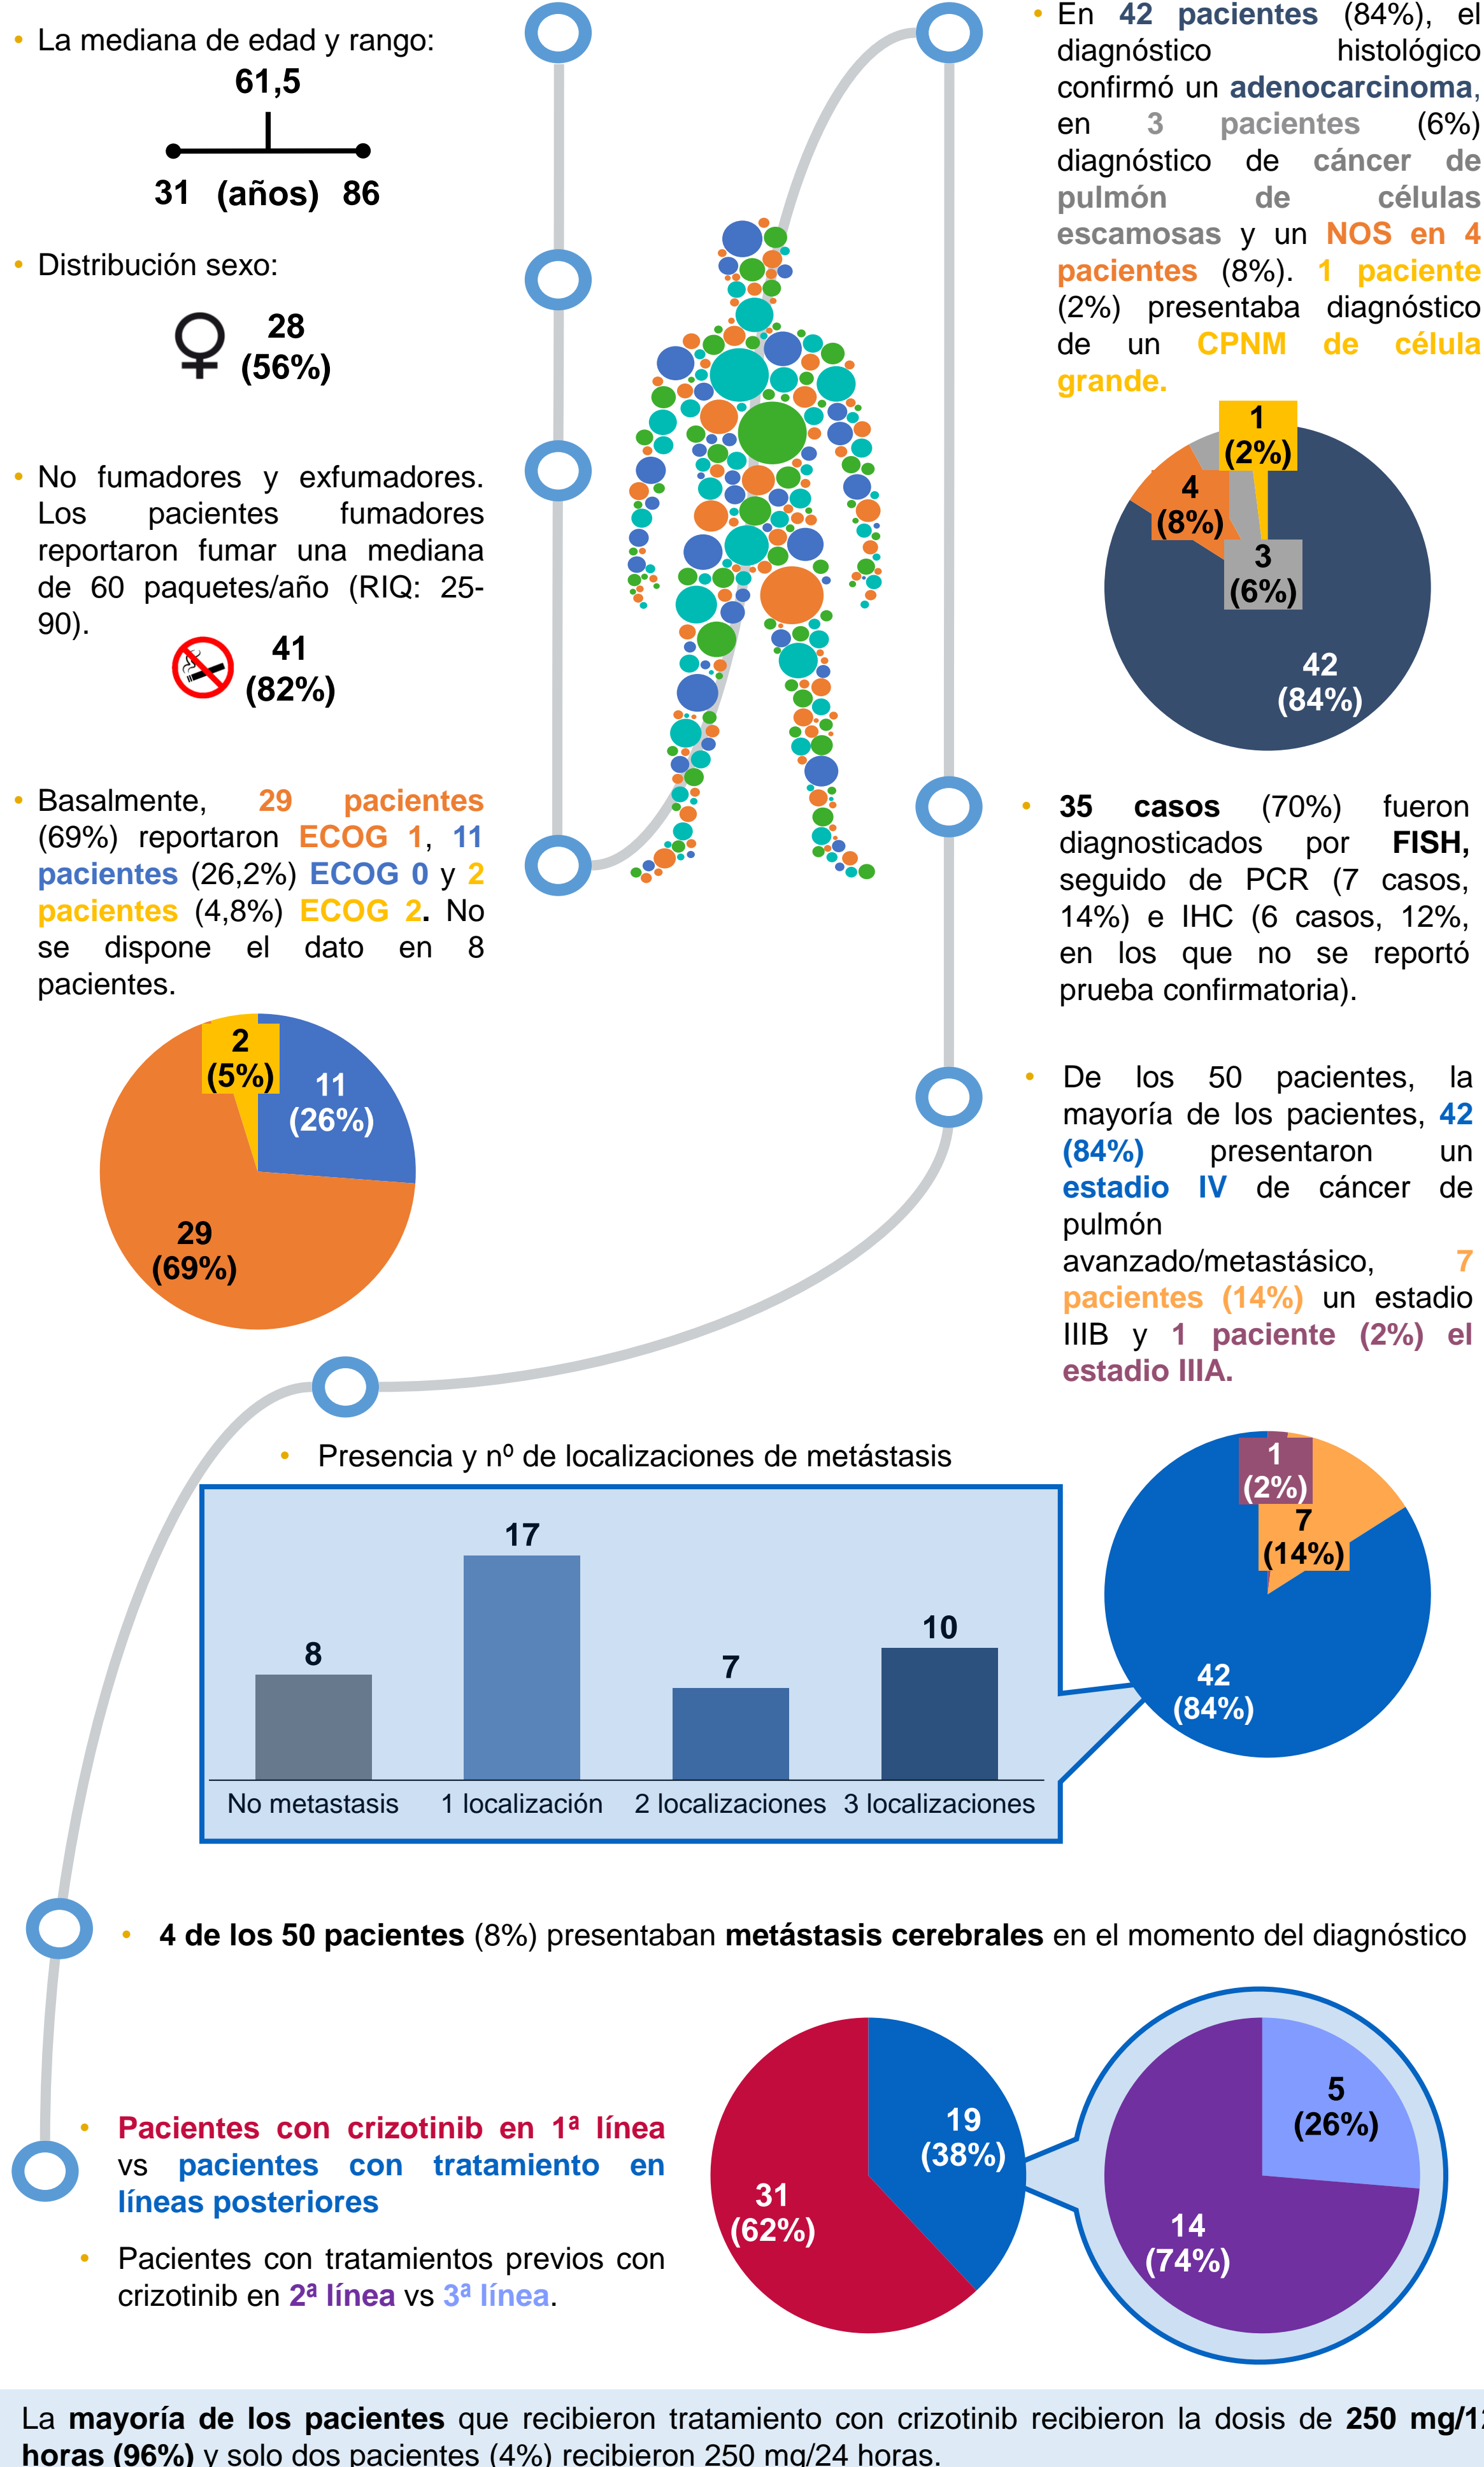 • La mediana de edad y rango:
61,5
31 (años) 86
• Distribución sexo:
28
(56%)
• No fumadores y exfumadores.
Los pacientes fumadores
reportaron fumar una mediana
de 60 paquetes/año (RIQ: 25-
90).
41
(82%)
• Basalmente, 29 pacientes
(69%) reportaron ECOG 1, 11
pacientes (26,2%) ECOG 0 y 2
pacientes (4,8%) ECOG 2. No
se dispone el dato en 8
pacientes.
2
(5%)
11
(26%)
29
(69%)
• En 42 pacientes (84%), el
diagnóstico histológico
confirmó un adenocarcinoma,
en 3 pacientes (6%)
diagnóstico de cáncer de
pulmón de células
escamosas y un NOS en 4
pacientes (8%). 1 paciente
(2%) presentaba diagnóstico
de un CPNM de célula
grande.
1
(2%)
4
(8%)
3
(6%)
42
(84%)
• 35 casos (70%) fueron
diagnosticados por FISH,
seguido de PCR (7 casos,
14%) e IHC (6 casos, 12%,
en los que no se reportó
prueba confirmatoria).
• De los 50 pacientes, la
mayoría de los pacientes, 42
(84%) presentaron un
estadio IV de cáncer de
pulmón
avanzado/metastásico, 7
pacientes (14%) un estadio
IIIB y 1 paciente (2%) el
estadio IIIA.
1
(2%)
7
(14%)
42
(84%)
• Presencia y nº de localizaciones de metástasis
8
17
7
10
No metastasis 1 localización 2 localizaciones 3 localizaciones
• 4 de los 50 pacientes (8%) presentaban metástasis cerebrales en el momento del diagnóstico
• Pacientes con crizotinib en 1ª línea
vs pacientes con tratamiento en
líneas posteriores
• Pacientes con tratamientos previos con
crizotinib en 2ª línea vs 3ª línea.
19
(38%)
31
(62%)
5
(26%)
14
(74%)
La mayoría de los pacientes que recibieron tratamiento con crizotinib recibieron la dosis de 250 mg/12
horas (96%) y solo dos pacientes (4%) recibieron 250 mg/24 horas.